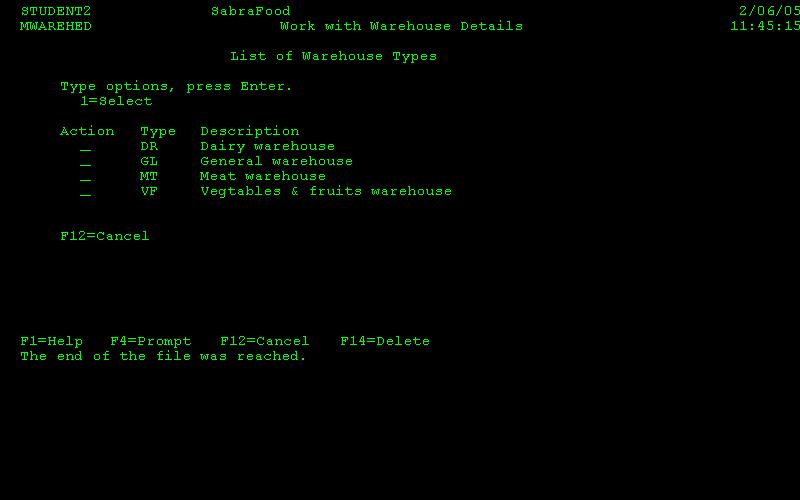 STUDENT2 SabraFood 2/06/05
MWAREHED Work with Warehouse Details 11:45:15
List of Warehouse Types
Type options, press Enter.
1=Select
Action Type Description
_ DR Dairy warehouse
_ GL General warehouse
_ MT Meat warehouse
_ VF Vegtables & fruits warehouse
F12=Cancel
F1=Help F4=Prompt F12=Cancel F14=Delete
The end of the file was reached.